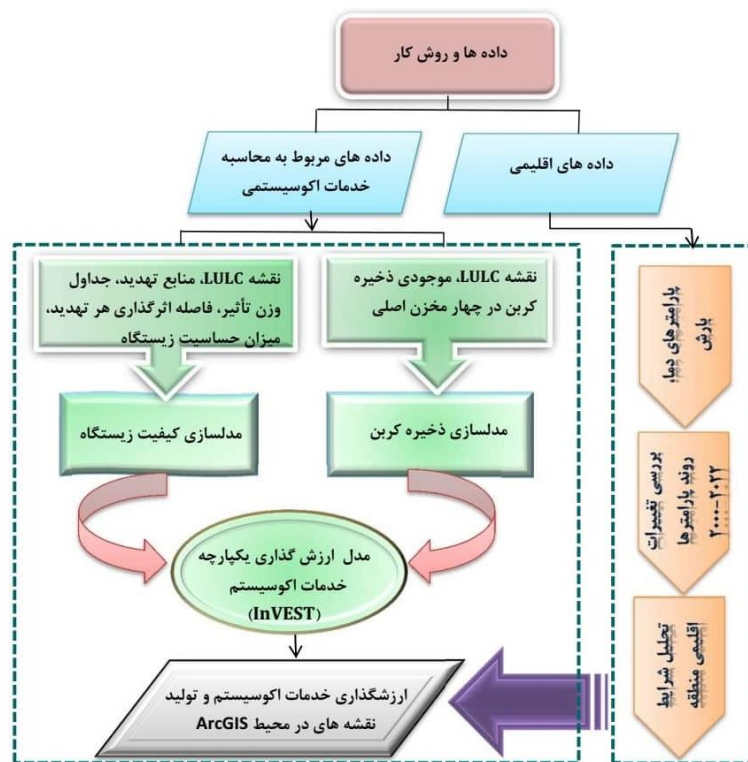 داده ها و روش کار
داده های اقلیمی
داده های مربوط به محاسبه
خدمات اکوسیستمی
نقشه LULC، موجودی ذخیره
کربن در چهار مخزن اصلی
نقشه LULC، منابع تهدید، جداول
وزن تأثیر، فاصله اثرگذاری هر تهدید،
میزان حساسیت زیستگاه
مدلسازی ذخیره کربن
مدلسازی کیفیت زیستگاه
مدل ارزش گذاری یکپارچه
خدمات اکوسیستم
(InVEST)
ارزشگذاری خدمات اکوسیستم و تولید
نقشه های در محیط ArcGIS
پارامترهای دما،
بارش
بررسی تغییرات
روند پارامترها
۲۰۰۰-۲۰۲۲
تحلیل شرایط
اقلیمی منطقه